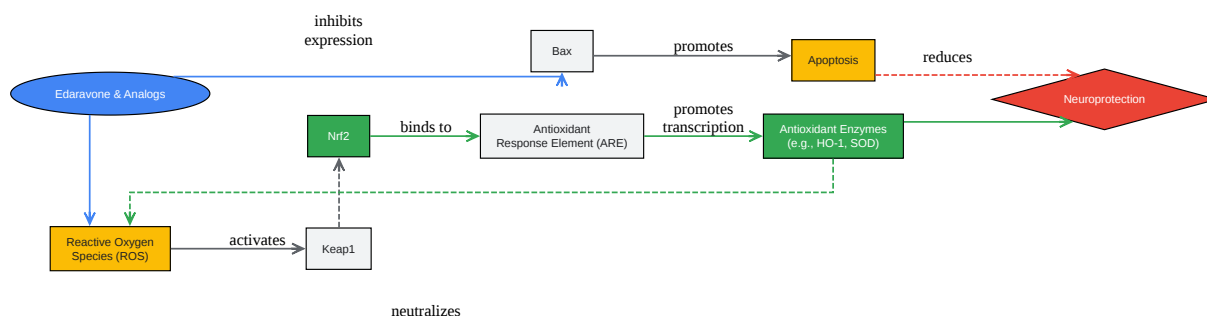 inhibits
expression
Bax
promotes
Apoptosis
reduces
Edaravone & Analogs
Neuroprotection
Nrf2
binds to
Antioxidant
Response Element (ARE)
promotes
transcription
Antioxidant Enzymes
(e.g., HO-1, SOD)
Reactive Oxygen
Species (ROS)
activates
Keap1
neutralizes